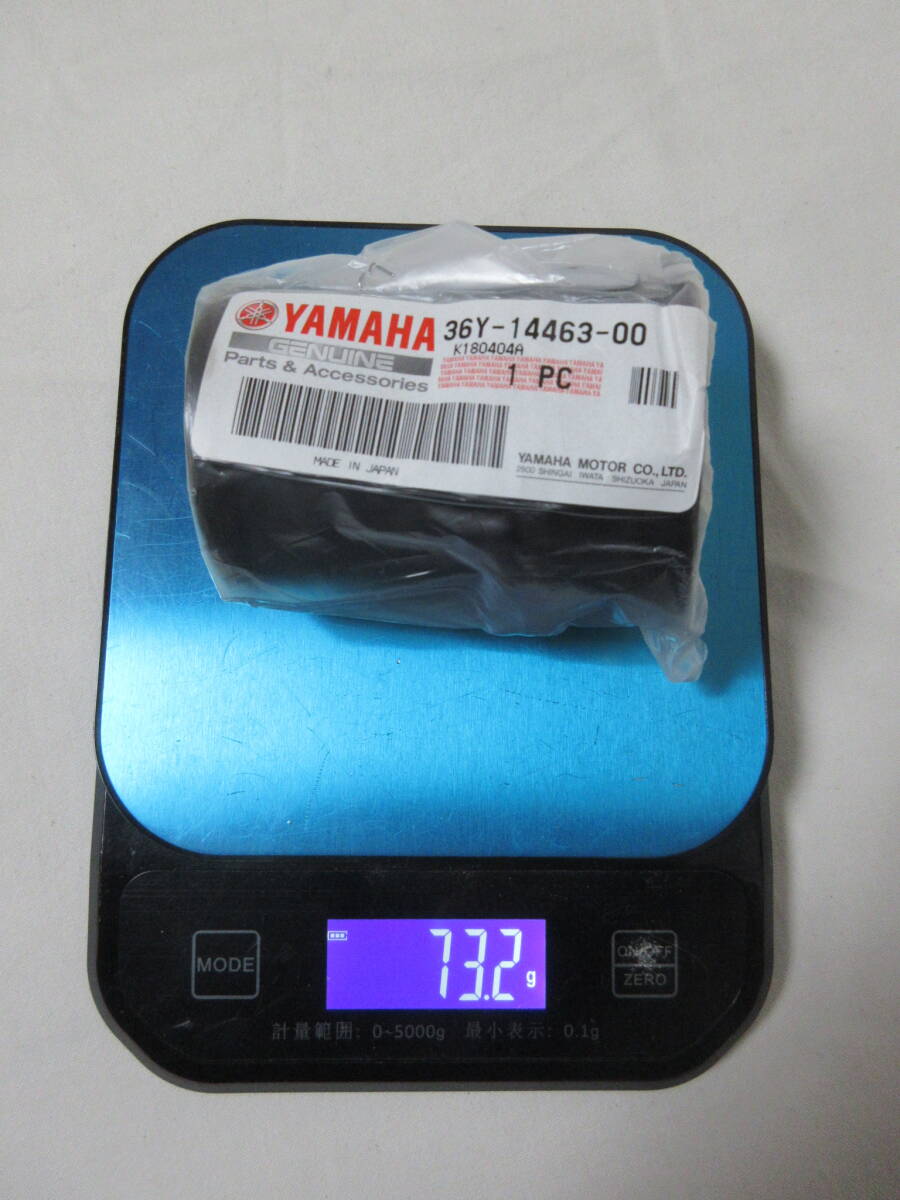 YAMAHA
GENUINE
Parts & Accessories
36Y-14463-00
K180404A
1 PC
MADE IN JAPAN
YAMAHA MOTOR CO., LTD.
2500 SHINGAI IWATA SHIZUOKA JAPAN
MODE
73.2 g
ON/OFF
ZERO
計量範囲: 0~5000g 最小表示: 0.1g